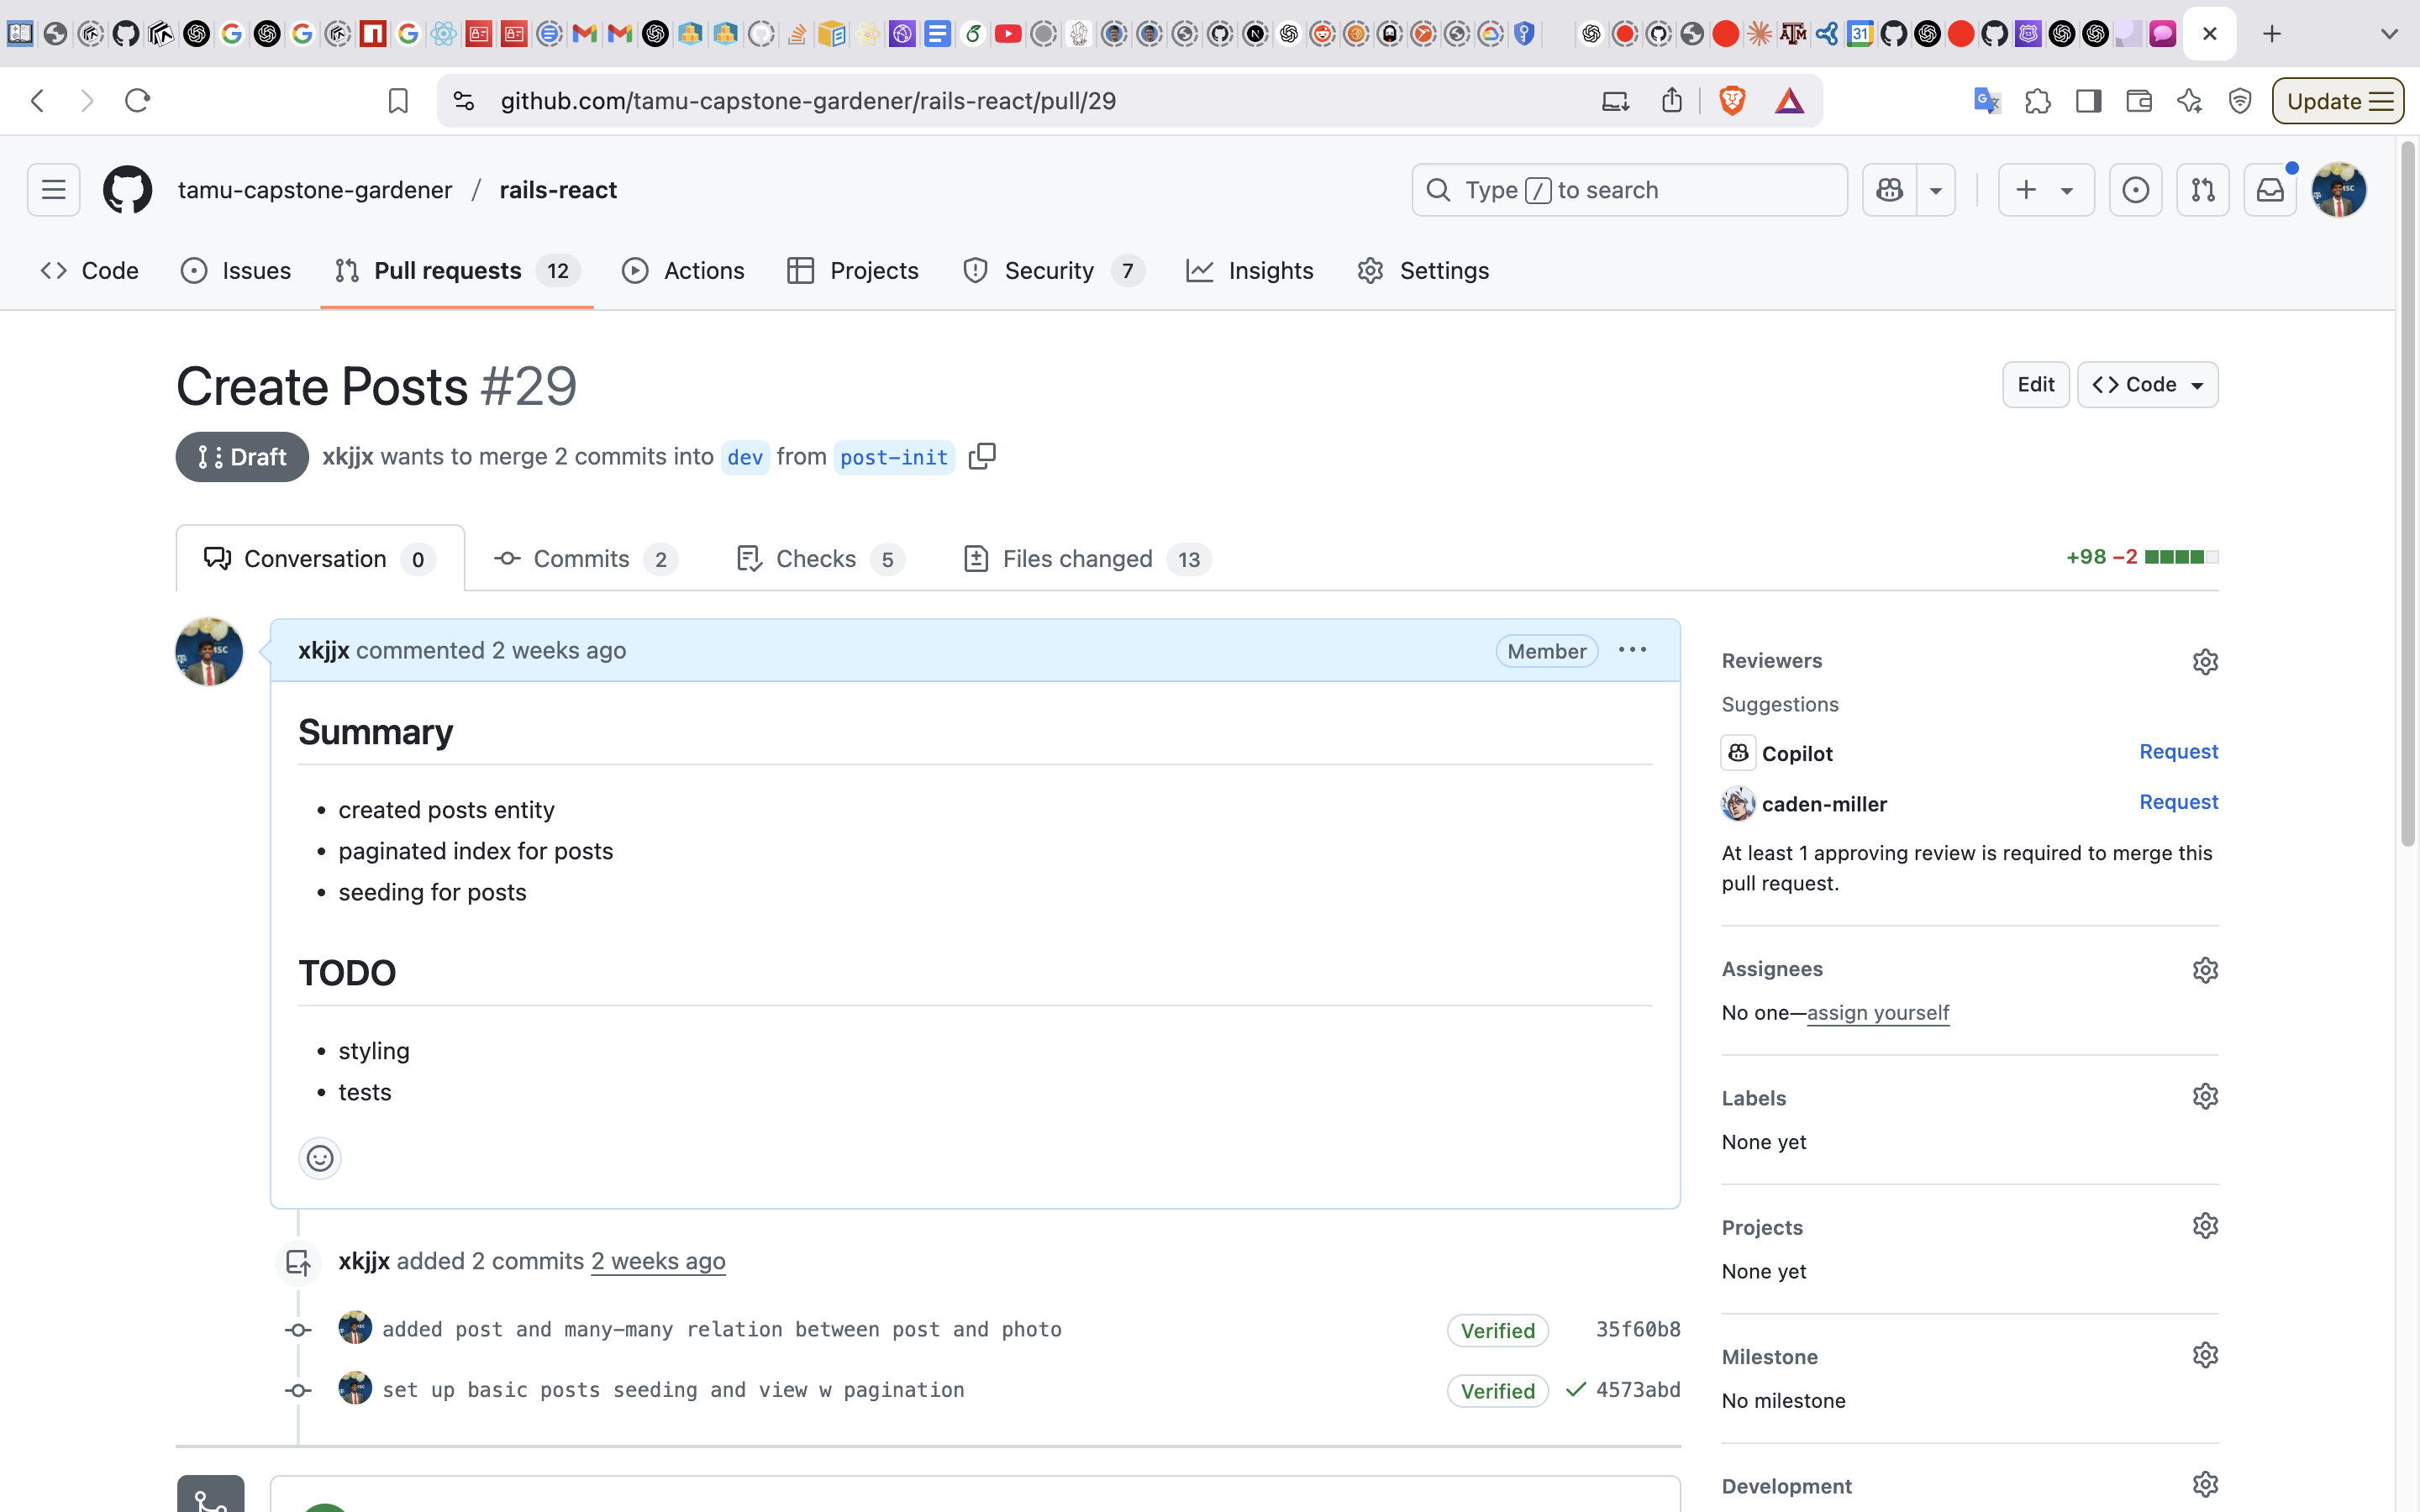 github.com/tamu-capstone-gardener/rails-react/pull/29
Update
tamu-capstone-gardener / rails-react
Type / to search
Code
Issues
Pull requests 12
Actions
Projects
Security 7
Insights
Settings
Create Posts #29
Edit
Code
Draft
xkjjx wants to merge 2 commits into dev from post-init
Conversation 0
Commits 2
Checks 5
Files changed 13
+98 −2
xkjjx commented 2 weeks ago
Member
Summary
• created posts entity
• paginated index for posts
• seeding for posts
TODO
• styling
• tests
xkjjx added 2 commits 2 weeks ago
added post and many-many relation between post and photo
Verified
35f60b8
set up basic posts seeding and view w pagination
Verified
4573abd
Reviewers
Suggestions
Copilot
Request
caden-miller
Request
At least 1 approving review is required to merge this
pull request.
Assignees
No one—assign yourself
Labels
None yet
Projects
None yet
Milestone
No milestone
Development